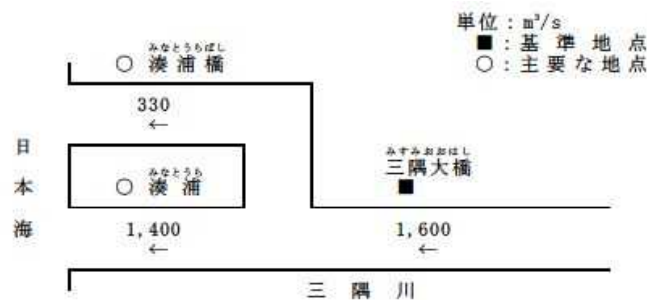 単位：m³/s
■：基準地点
○：主要な地点
みなとうちばし
○ 湊浦橋
330
←
日本海
みなとうち
○ 湊浦
みすみおおはし
三隅大橋
■
1,400
←
1,600
←
三隅川